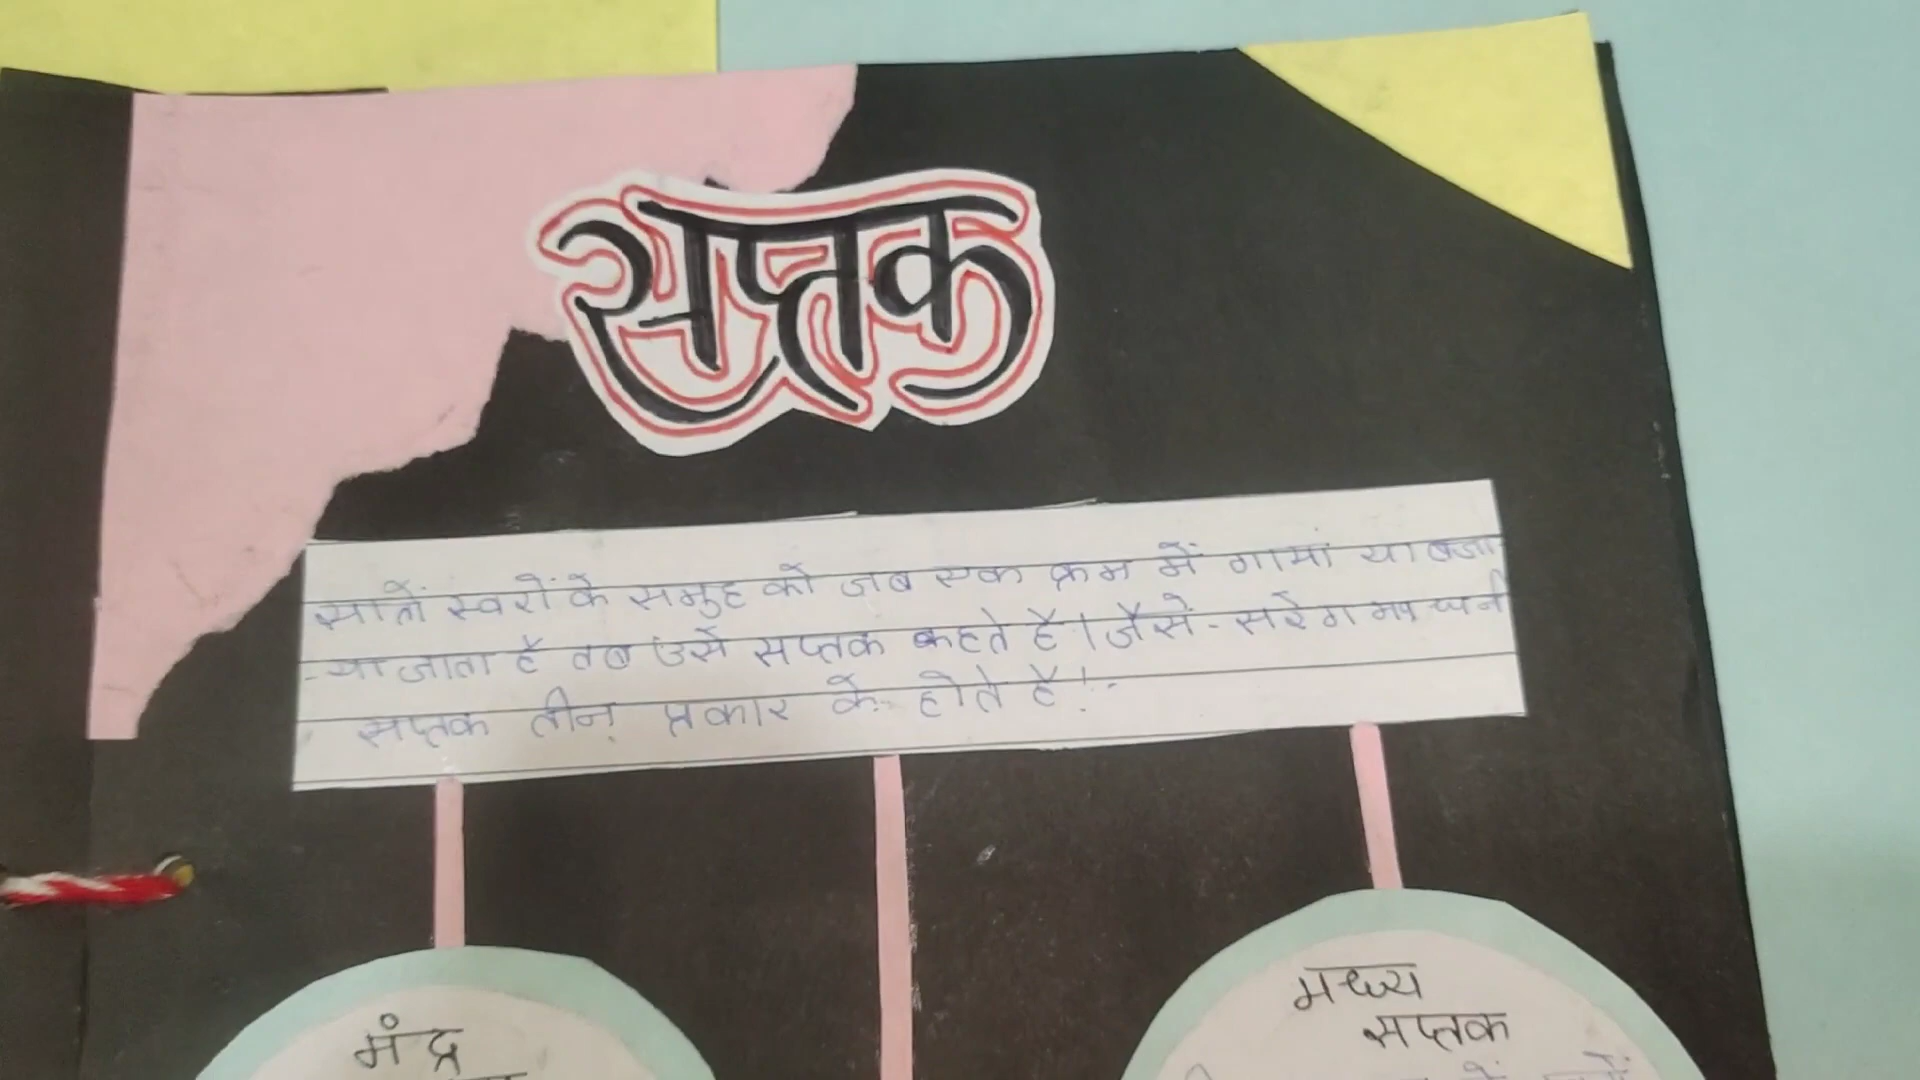 सप्तक
सातों स्वरों के समुह को जब एक क्रम में गायां या बजा
-या जाता है तब उसे सप्तक कहते है। जैसे- सरेगमपधनी
सप्तक तीन प्रकार के होते है!-
मंद्र
मध्य
सप्तक